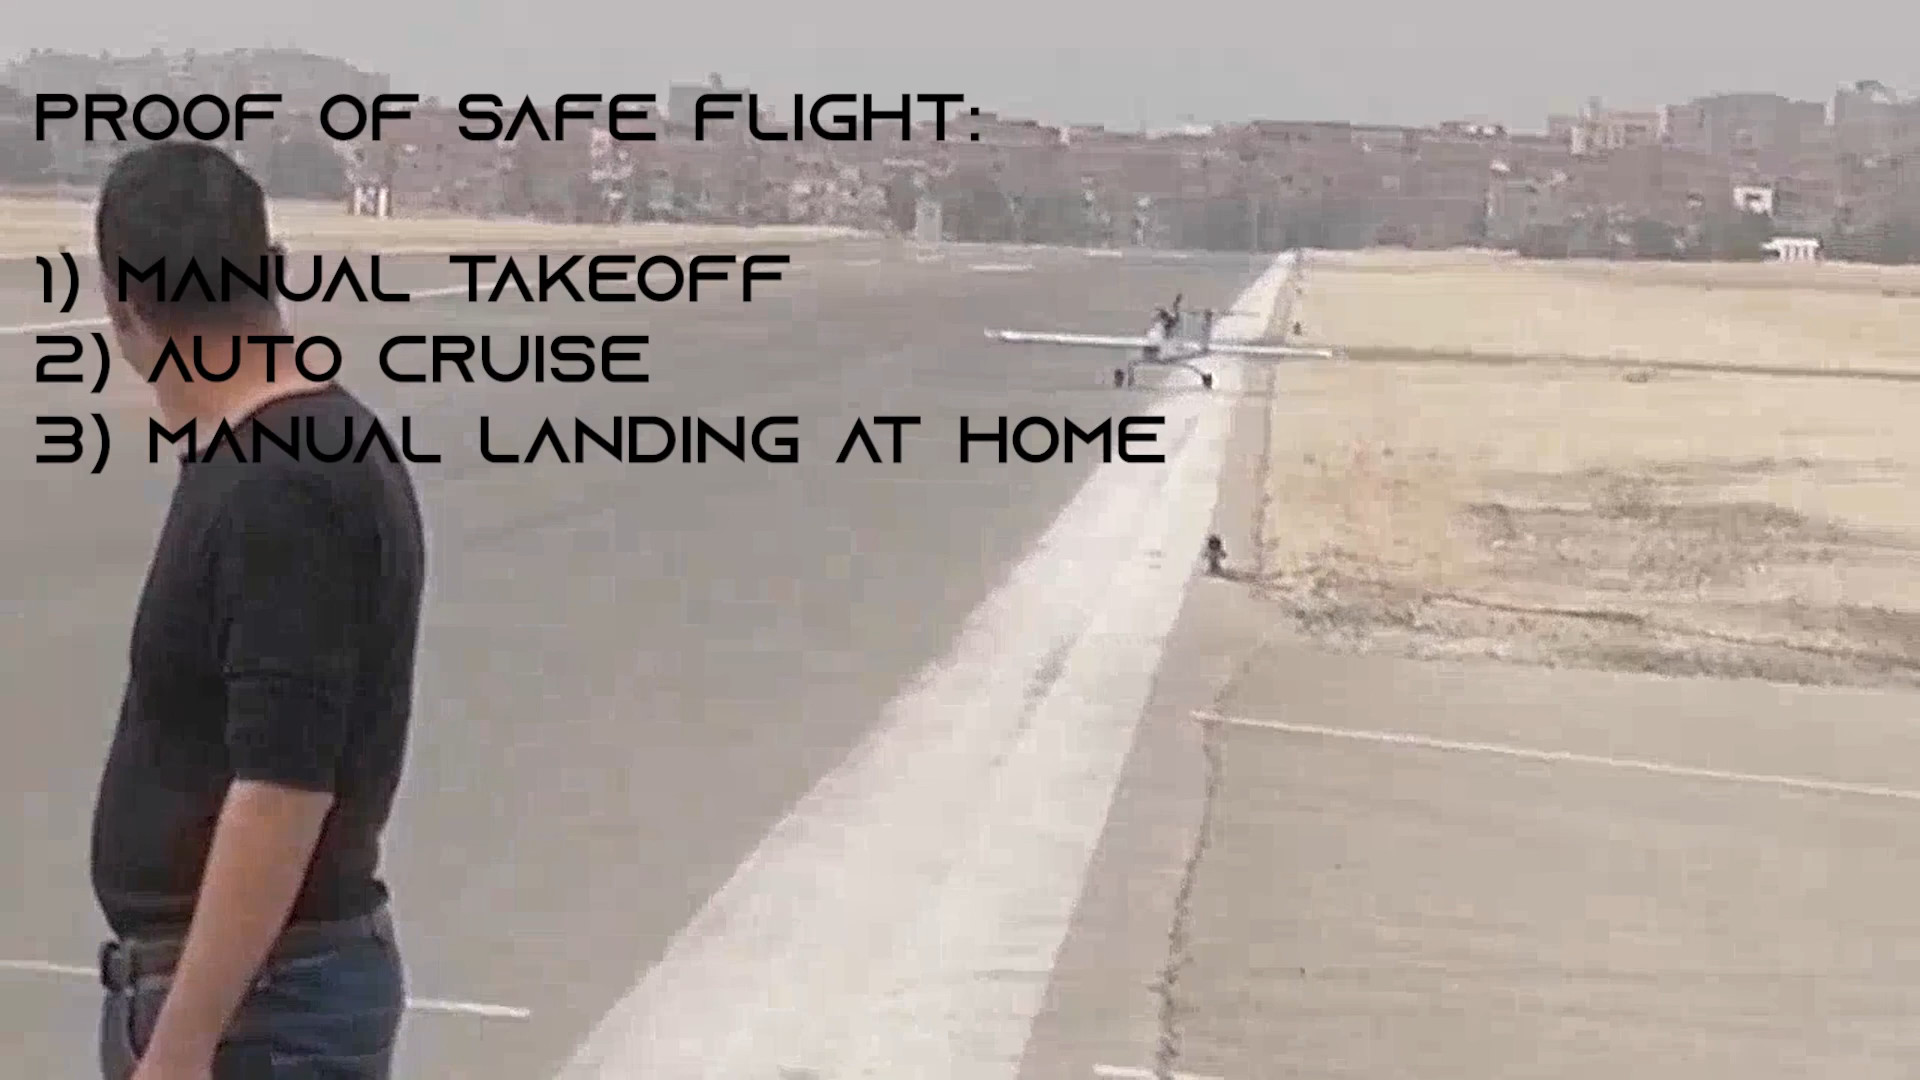 PROOF OF SAFE FLIGHT:
1) MANUAL TAKEOFF
2) AUTO CRUISE
3) MANUAL LANDING AT HOME